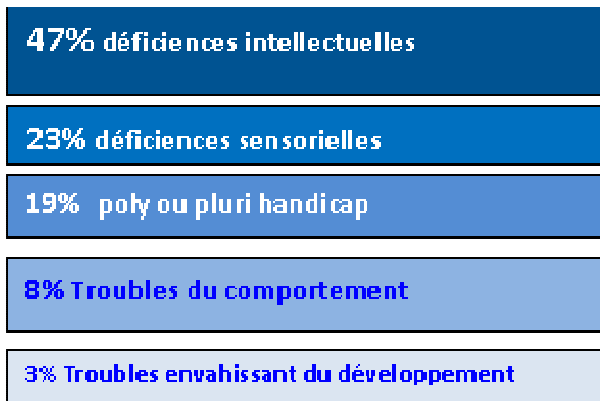 47% déficiences intellectuelles
23% déficiences sensorielles
19% poly ou pluri handicap
8% Troubles du comportement
3% Troubles envahissant du développement